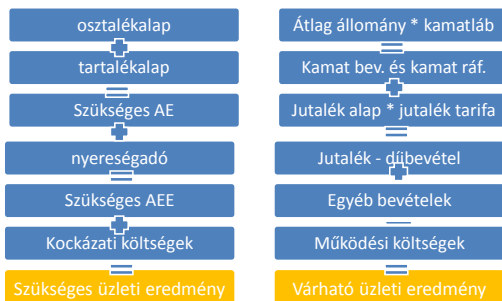 osztalékalap
tartalékalap
Szükséges AE
nyereségadó
Szükséges AEE
Kockázati költségek
Szükséges üzleti eredmény
Átlag állomány * kamatláb
Kamat bev. és kamat ráf.
Jutalék alap * jutalék tarifa
Jutalék - díjbevétel
Egyéb bevételek
Működési költségek
Várható üzleti eredmény